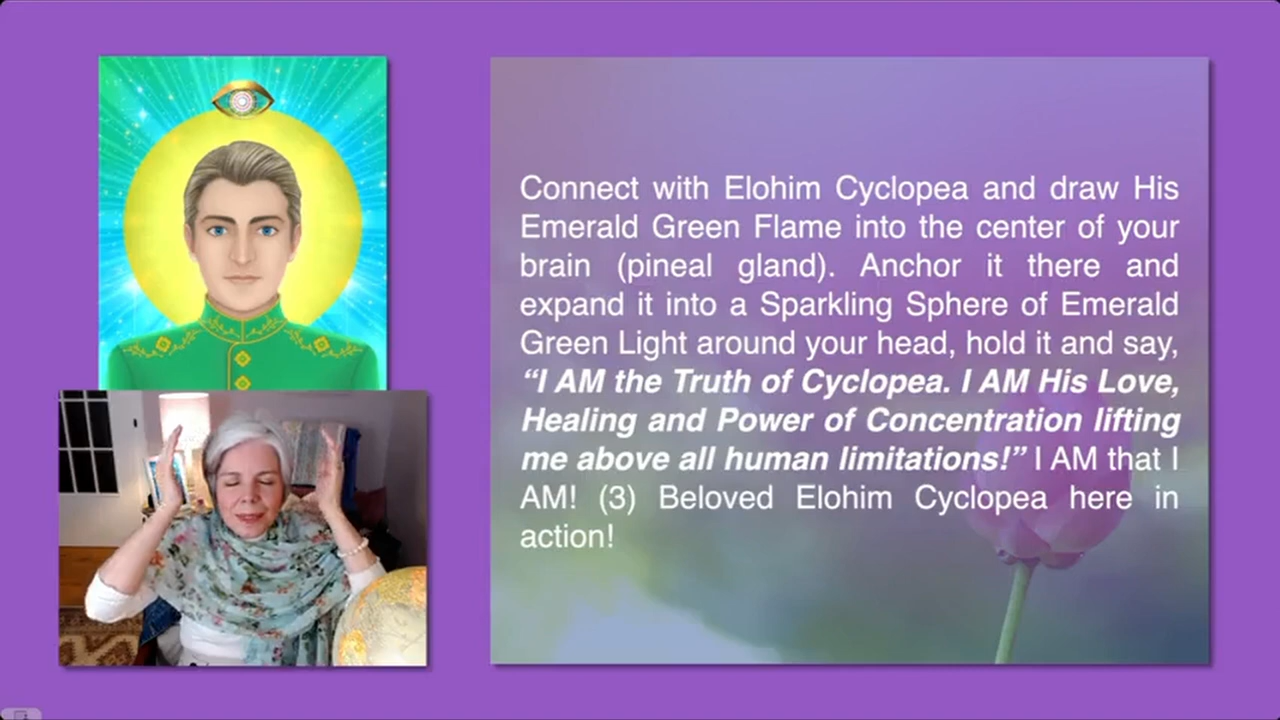 Connect with Elohim Cyclopea and draw His
Emerald Green Flame into the center of your
brain (pineal gland). Anchor it there and
expand it into a Sparkling Sphere of Emerald
Green Light around your head, hold it and say,
“I AM the Truth of Cyclopea. I AM His Love,
Healing and Power of Concentration lifting
me above all human limitations!” I AM that I
AM! (3) Beloved Elohim Cyclopea here in
action!